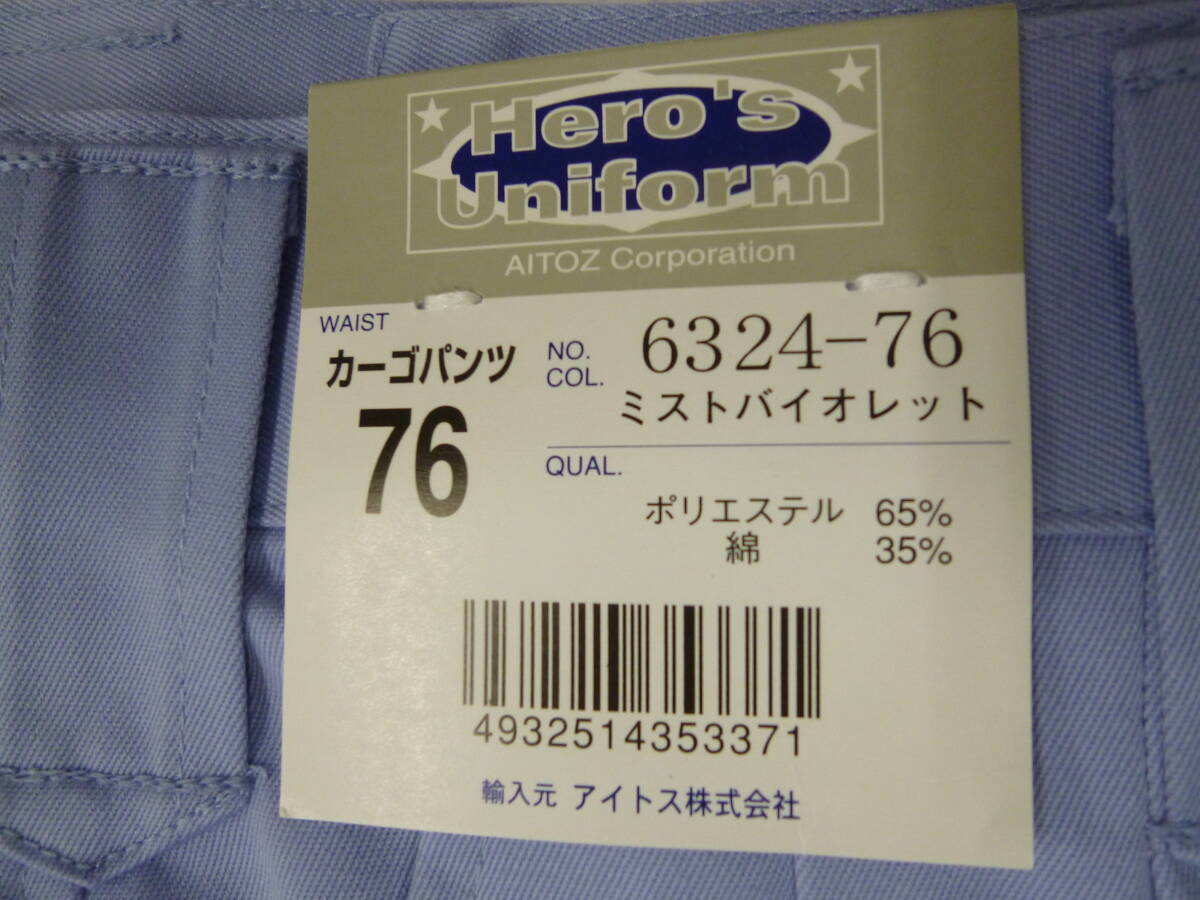 Hero's
Uniform
AITOZ Corporation
WAIST
カーゴパンツ
76
NO. 6324-76
COL. ミストバイオレット
QUAL.
ポリエステル 65%
綿 35%
4932514353371
輸入元 アイトス株式会社